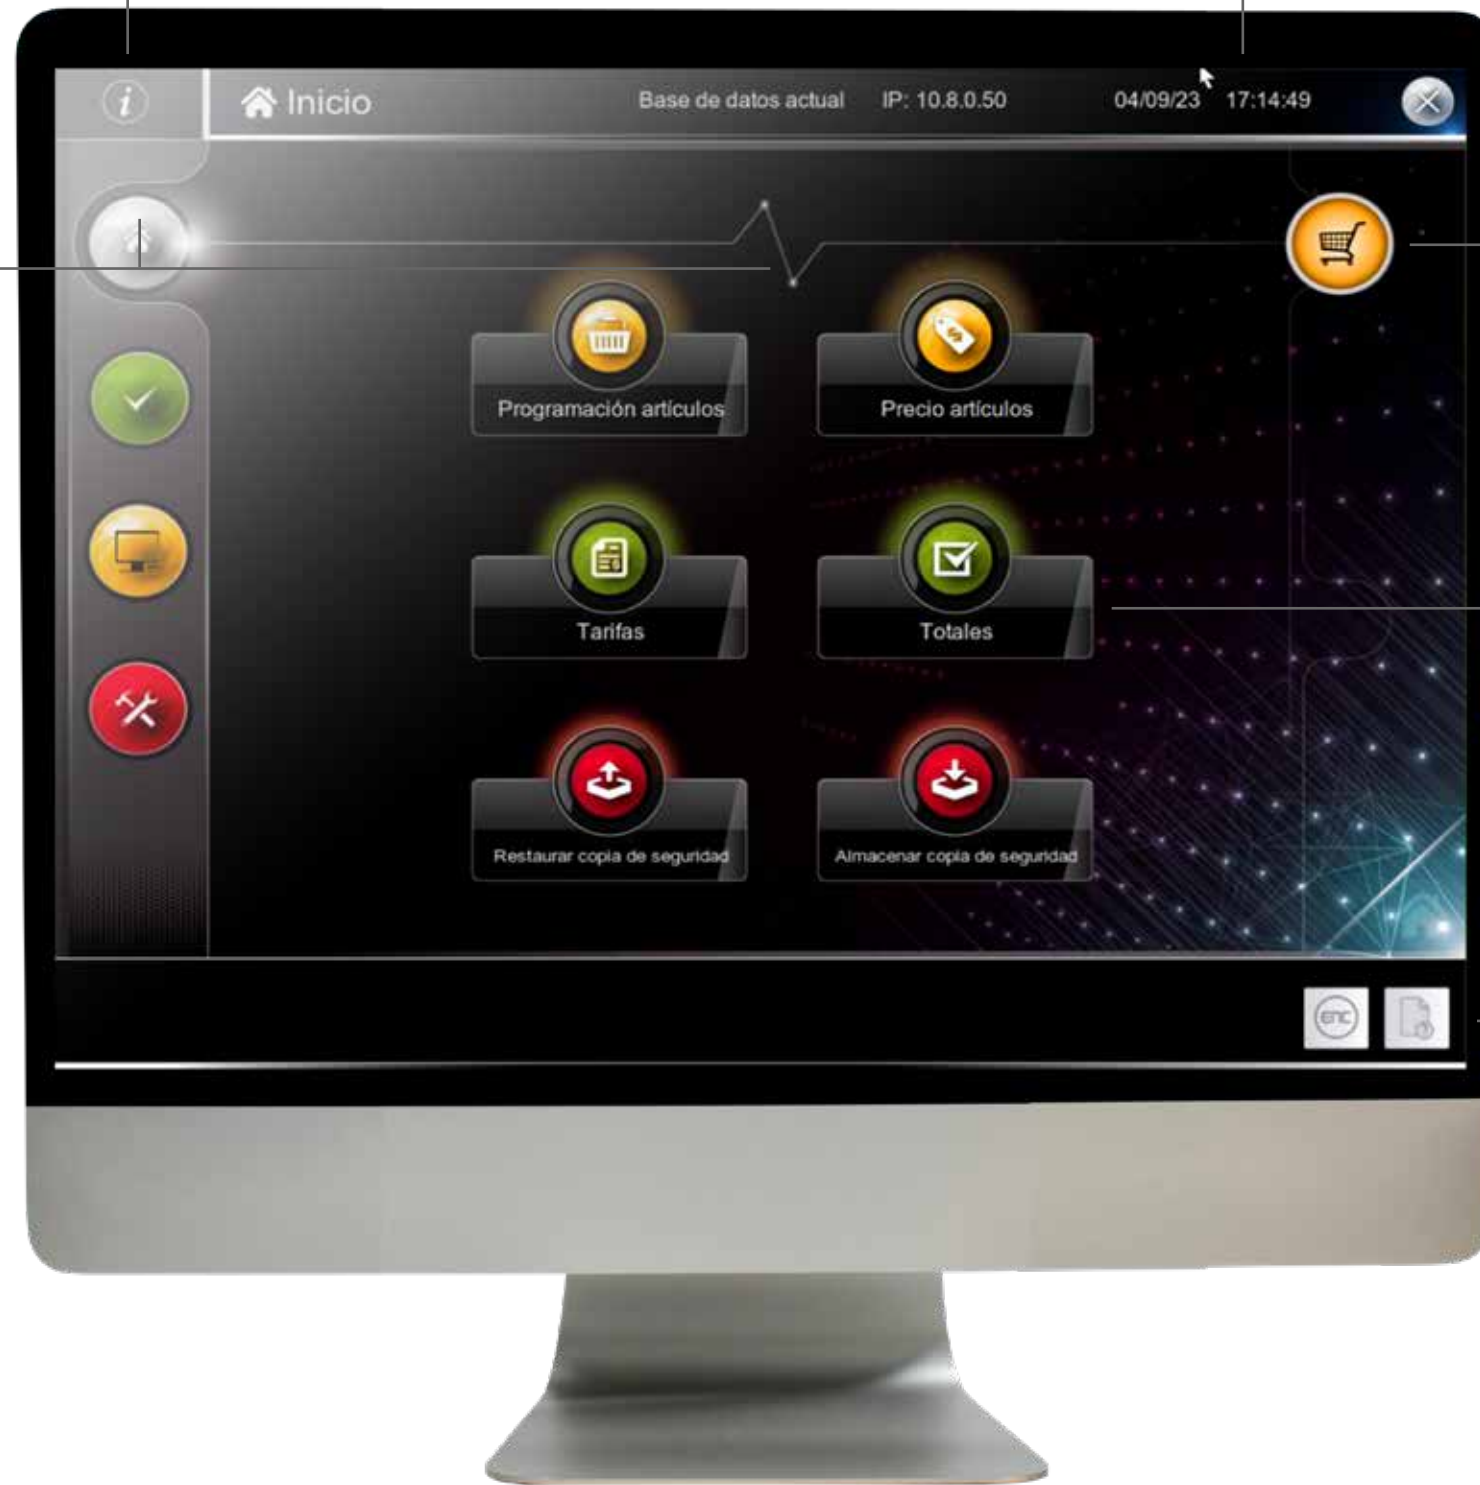 i Inicio Base de datos actual IP: 10.8.0.50 04/09/23 17:14:49
Programación artículos Precio artículos
Tarifas Totales
Restaurar copia de seguridad Almacenar copia de seguridad
enc